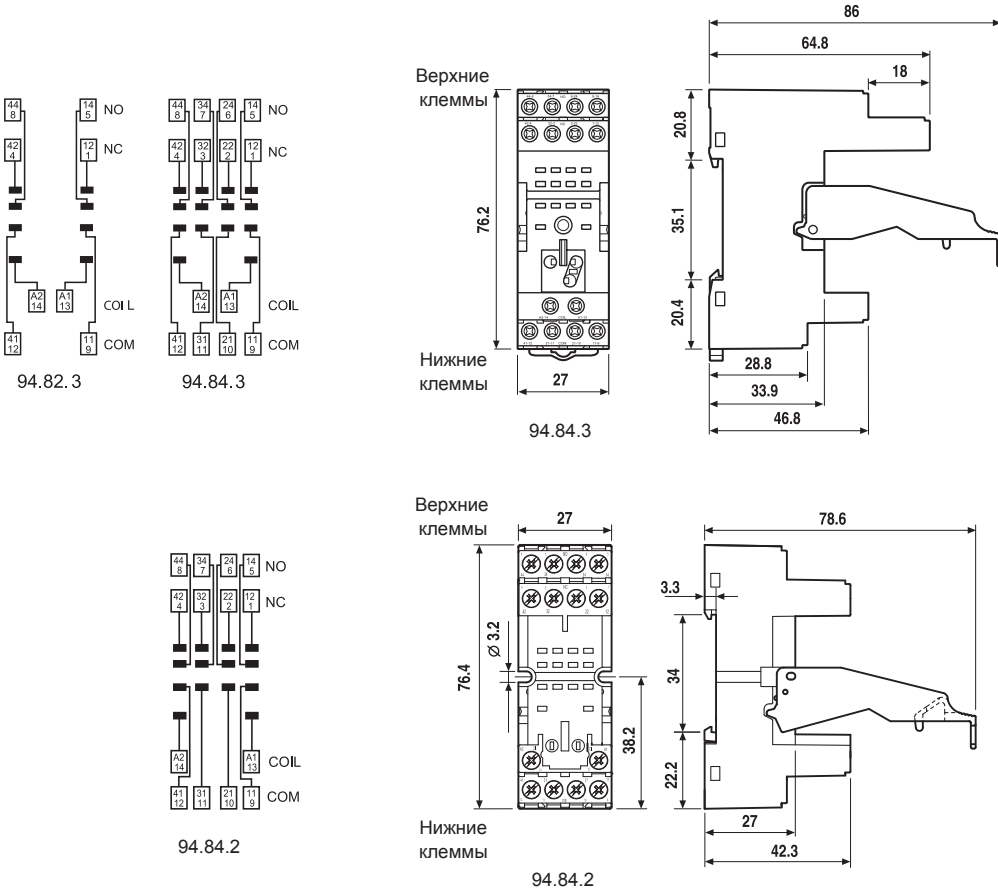 44 8
14 5
NO
42 4
12 1
NC
A2 14
A1 13
COIL
41 12
11 9
COM
94.82.3
44 8
34 7
24 6
14 5
NO
42 4
32 3
22 2
12 1
NC
A2 14
A1 13
COIL
41 12
31 11
21 10
11 9
COM
94.84.3
Верхние
клеммы
76.2
Нижние
клеммы
27
94.84.3
86
64.8
18
20.8
35.1
20.4
28.8
33.9
46.8
44 8
34 7
24 6
14 5
NO
42 4
32 3
22 2
12 1
NC
A2 14
A1 13
COIL
41 12
31 11
21 10
11 9
COM
94.84.2
Верхние
клеммы
27
76.4
Ø 3.2
38.2
Нижние
клеммы
94.84.2
78.6
3.3
34
22.2
27
42.3